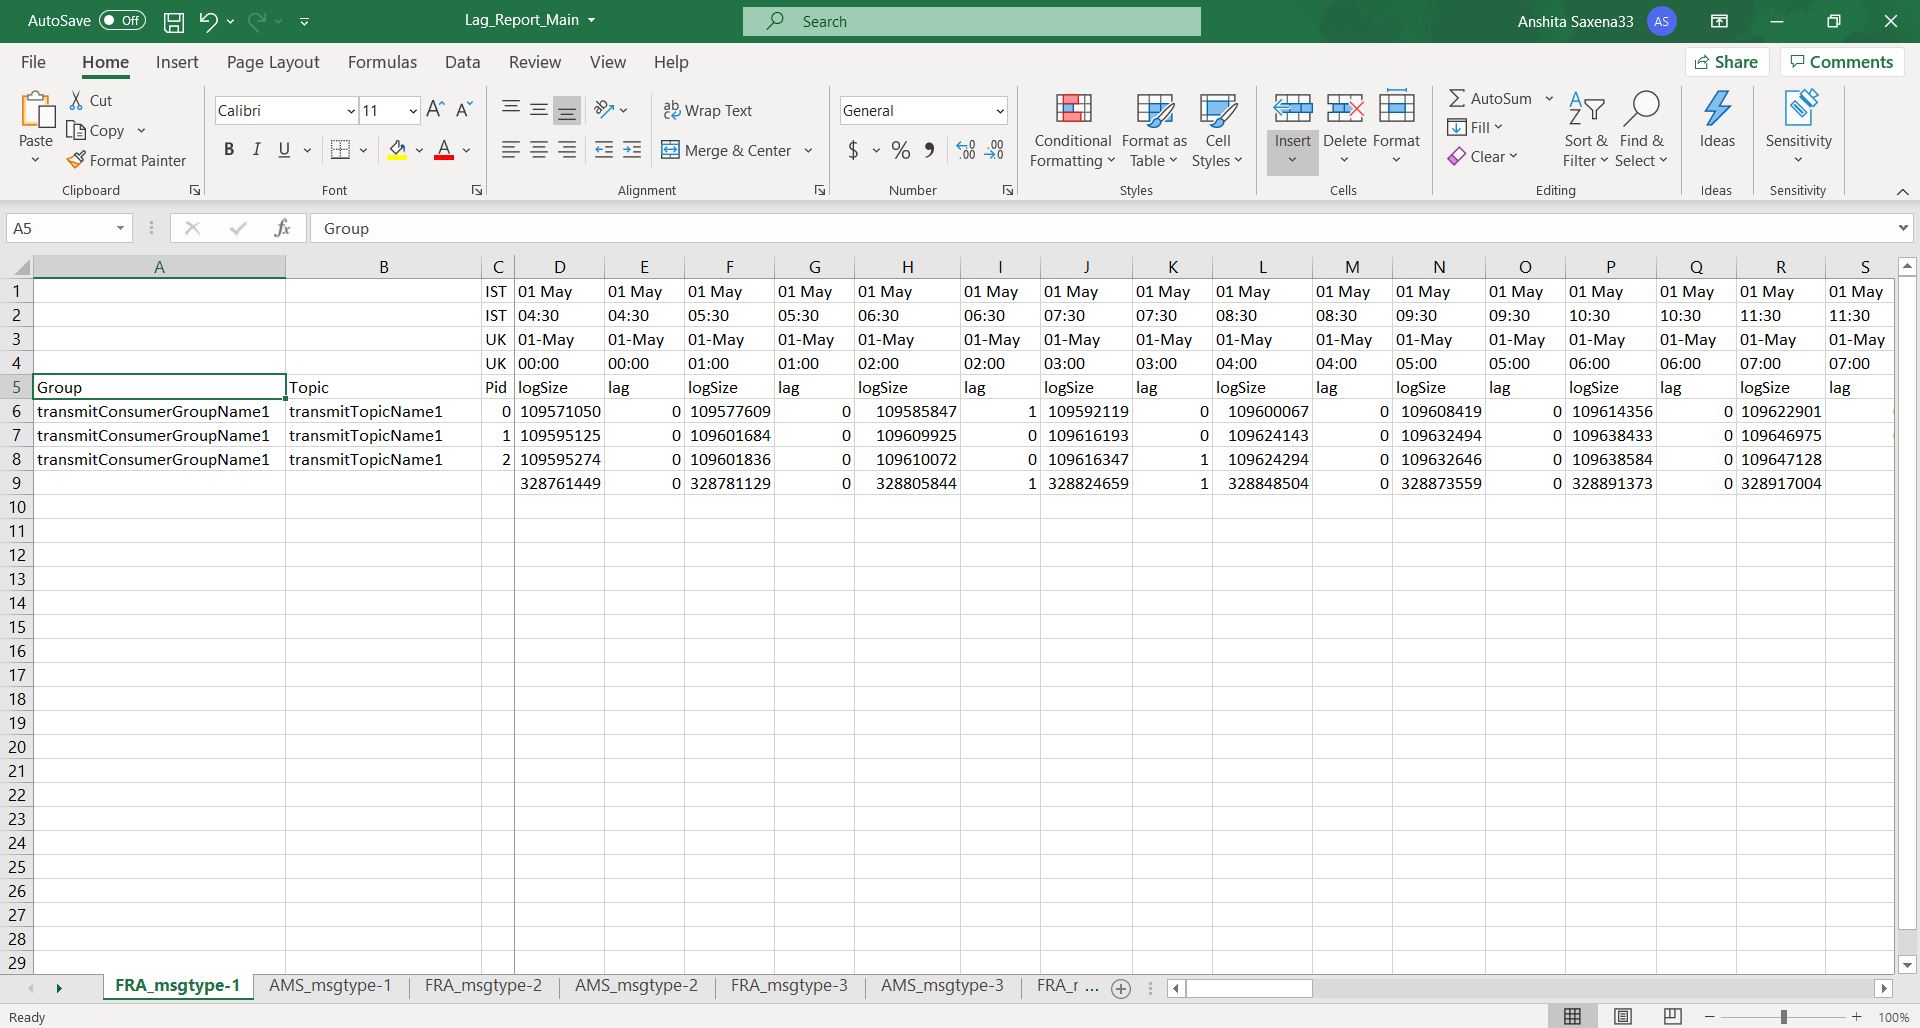 AutoSave Off Lag_Report_Main Search Anshita Saxena33 AS
File Home Insert Page Layout Formulas Data Review View Help Share Comments
Paste Cut Copy Format Painter Clipboard
Calibri 11 B I U A Font
Wrap Text Merge & Center Alignment
General $ % Number
Conditional Formatting Format as Table Cell Styles Styles
Insert Delete Format Cells
AutoSum Fill Clear Sort & Filter Find & Select Editing
Ideas Ideas
Sensitivity Sensitivity
A5 fx Group
A B C D E F G H I J K L M N O P Q R S
1 IST 01 May 01 May 01 May 01 May 01 May 01 May 01 May 01 May 01 May 01 May 01 May 01 May 01 May 01 May 01 May 01 May
2 IST 04:30 04:30 05:30 05:30 06:30 06:30 07:30 07:30 08:30 08:30 09:30 09:30 10:30 10:30 11:30 11:30
3 UK 01-May 01-May 01-May 01-May 01-May 01-May 01-May 01-May 01-May 01-May 01-May 01-May 01-May 01-May 01-May 01-May
4 UK 00:00 00:00 01:00 01:00 02:00 02:00 03:00 03:00 04:00 04:00 05:00 05:00 06:00 06:00 07:00 07:00
5 Group Topic Pid logSize lag logSize lag logSize lag logSize lag logSize lag logSize lag logSize lag logSize lag
6 transmitConsumerGroupName1 transmitTopicName1 0 109571050 0 109577609 0 109585847 1 109592119 0 109600067 0 109608419 0 109614356 0 109622901
7 transmitConsumerGroupName1 transmitTopicName1 1 109595125 0 109601684 0 109609925 0 109616193 0 109624143 0 109632494 0 109638433 0 109646975
8 transmitConsumerGroupName1 transmitTopicName1 2 109595274 0 109601836 0 109610072 0 109616347 1 109624294 0 109632646 0 109638584 0 109647128
9 328761449 0 328781129 0 328805844 1 328824659 1 328848504 0 328873559 0 328891373 0 328917004
10
11
12
13
14
15
16
17
18
19
20
21
22
23
24
25
26
27
28
29
FRA_msgtype-1 AMS_msgtype-1 FRA_msgtype-2 AMS_msgtype-2 FRA_msgtype-3 AMS_msgtype-3 FRA_r ...
Ready 100%